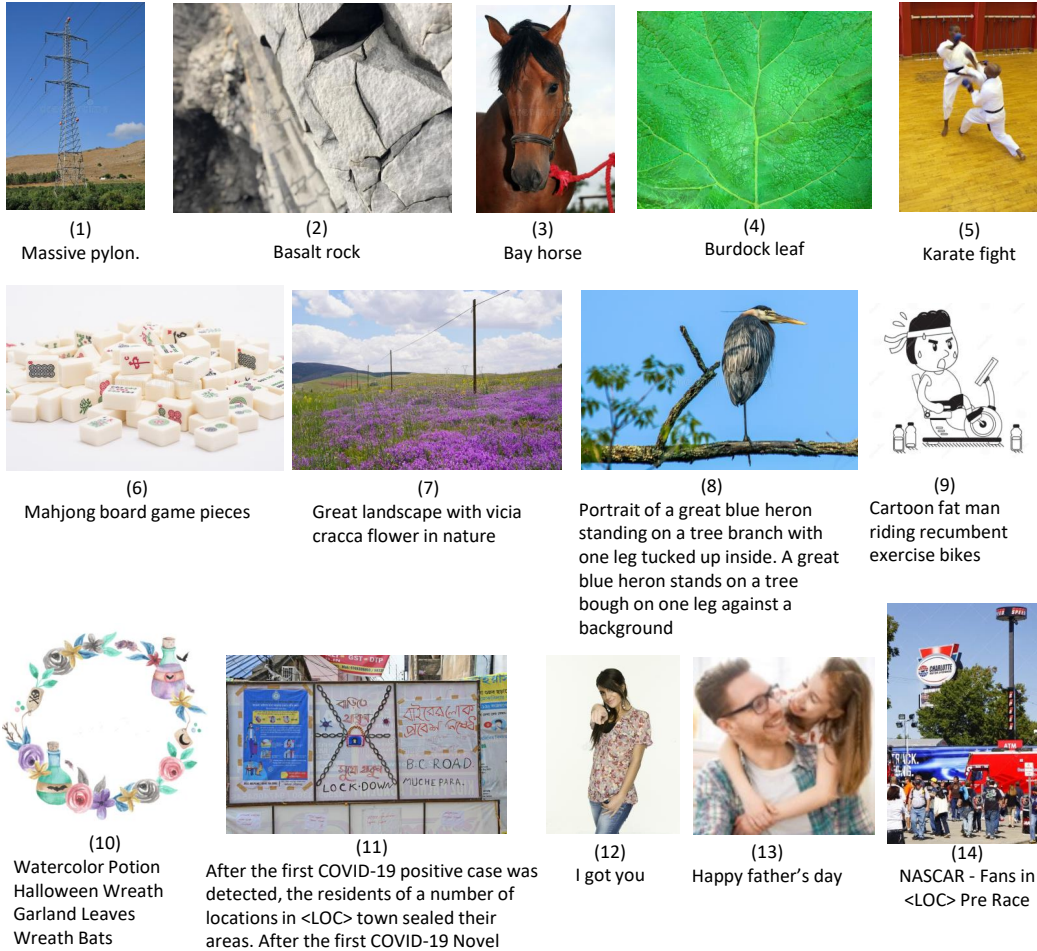 (1)
Massive pylon.
(2)
Basalt rock
(3)
Bay horse
(4)
Burdock leaf
(5)
Karate fight
(6)
Mahjong board game pieces
(7)
Great landscape with vicia
cracca flower in nature
(8)
Portrait of a great blue heron
standing on a tree branch with
one leg tucked up inside. A great
blue heron stands on a tree
bough on one leg against a
background
(9)
Cartoon fat man
riding recumbent
exercise bikes
(10)
Watercolor Potion
Halloween Wreath
Garland Leaves
Wreath Bats
GST • DTP
বাড়িতে
থাকুন
সুস্থ থাকুন
LOCK-DOWN
বাইরের লোক
প্রবেশ নিষেধ
B.C ROAD
MUCHEPARA.
(11)
After the first COVID-19 positive case was
detected, the residents of a number of
locations in <LOC> town sealed their
areas. After the first COVID-19 Novel
(12)
I got you
(13)
Happy father's day
CHARLOTTE
ATM
(14)
NASCAR - Fans in
<LOC> Pre Race